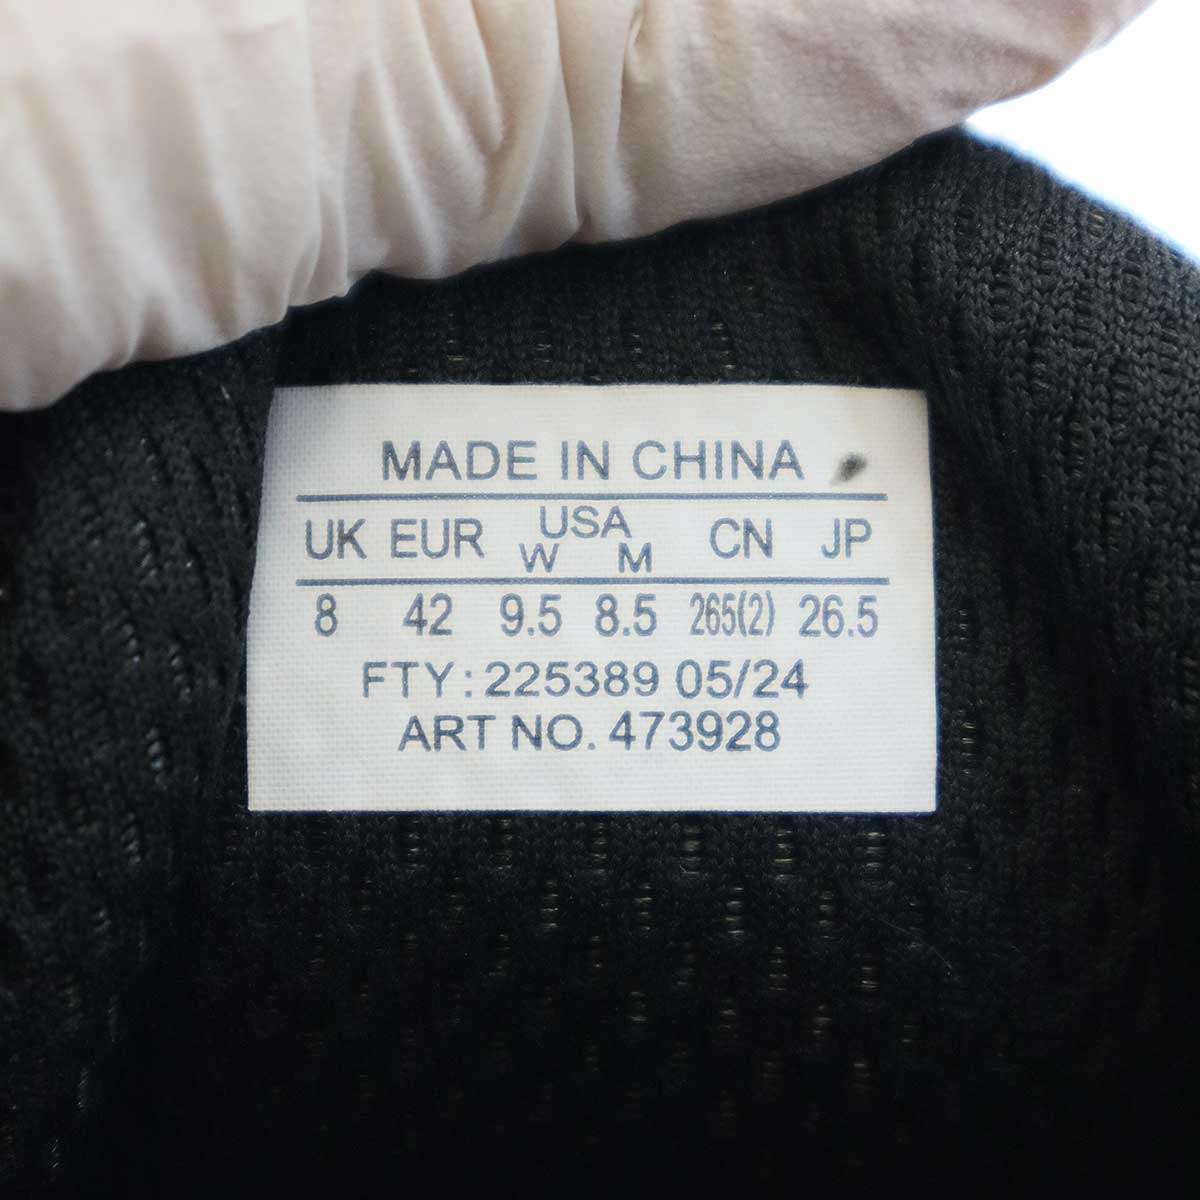 MADE IN CHINA
UK EUR USA W M CN JP
8 42 9.5 8.5 265(2) 26.5
FTY: 225389 05/24
ART NO. 473928